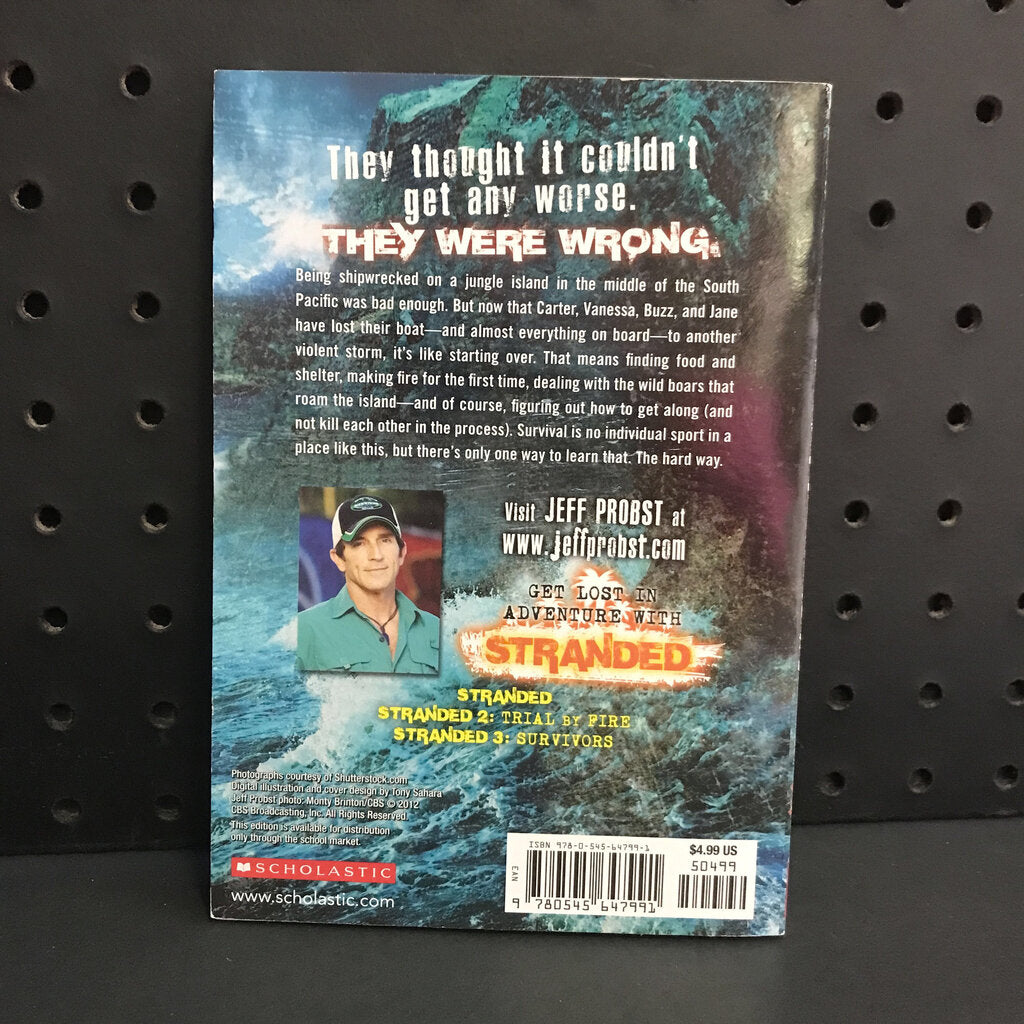 They thought it couldn't
get any worse.
THEY WERE WRONG.
Being shipwrecked on a jungle island in the middle of the South
Pacific was bad enough. But now that Carter, Vanessa, Buzz, and Jane
have lost their boat—and almost everything on board—to another
violent storm, it's like starting over. That means finding food and
shelter, making fire for the first time, dealing with the wild boars that
roam the island—and of course, figuring out how to get along (and
not kill each other in the process). Survival is no individual sport in a
place like this, but there's only one way to learn that. The hard way.
Visit JEFF PROBST at
www.jeffprobst.com
GET LOST IN
ADVENTURE WITH
STRANDED
STRANDED
STRANDED 2: TRIAL BY FIRE
STRANDED 3: SURVIVORS
Photographs courtesy of Shutterstock.com
Digital illustration and cover design by Tony Sahara
Jeff Probst photo: Monty Brinton/CBS © 2012
CBS Broadcasting, Inc. All Rights Reserved.
This edition is available for distribution
only through the school market.
SCHOLASTIC
www.scholastic.com
ISBN 978-0-545-64799-1
$4.99 US
50499
EAN
9 780545 647991